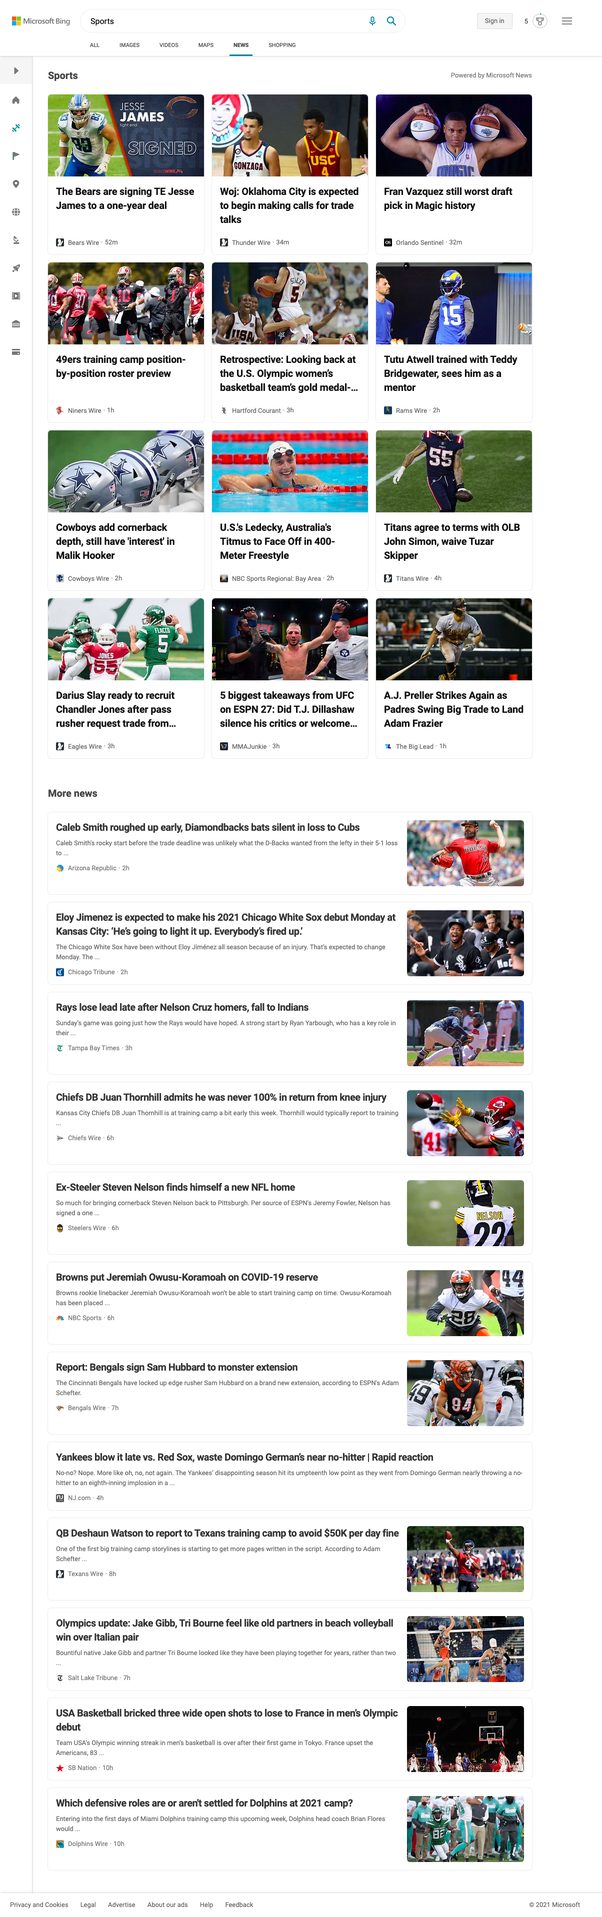 Microsoft Bing
Sports
Sign in
5
ALL
IMAGES
VIDEOS
MAPS
NEWS
SHOPPING
Sports
Powered by Microsoft News
JESSE
JAMES
tight end
SIGNED
The Bears are signing TE Jesse
James to a one-year deal
Bears Wire · 52m
GONZAGA
USC
4
Woj: Oklahoma City is expected
to begin making calls for trade
talks
Thunder Wire · 34m
Fran Vazquez still worst draft
pick in Magic history
Orlando Sentinel · 32m
49ers training camp position-
by-position roster preview
Niners Wire · 1h
USA
5
Retrospective: Looking back at
the U.S. Olympic women's
basketball team's gold medal-...
Hartford Courant · 3h
15
Tutu Atwell trained with Teddy
Bridgewater, sees him as a
mentor
Rams Wire · 2h
Cowboys add cornerback
depth, still have 'interest' in
Malik Hooker
Cowboys Wire · 2h
U.S.'s Ledecky, Australia's
Titmus to Face Off in 400-
Meter Freestyle
NBC Sports Regional: Bay Area · 2h
55
Titans agree to terms with OLB
John Simon, waive Tuzar
Skipper
Titans Wire · 4h
JONES
55
FLACCO
5
Darius Slay ready to recruit
Chandler Jones after pass
rusher request trade from...
Eagles Wire · 3h
5 biggest takeaways from UFC
on ESPN 27: Did T.J. Dillashaw
silence his critics or welcome...
MMAJunkie · 3h
A.J. Preller Strikes Again as
Padres Swing Big Trade to Land
Adam Frazier
The Big Lead · 1h
More news
Caleb Smith roughed up early, Diamondbacks bats silent in loss to Cubs
Caleb Smith's rocky start before the trade deadline was unlikely what the D-Backs wanted from the lefty in their 5-1 loss
to ...
Arizona Republic · 2h
Eloy Jimenez is expected to make his 2021 Chicago White Sox debut Monday at
Kansas City: 'He's going to light it up. Everybody's fired up.'
The Chicago White Sox have been without Eloy Jiménez all season because of an injury. That's expected to change
Monday. The ...
Chicago Tribune · 2h
Rays lose lead late after Nelson Cruz homers, fall to Indians
Sunday's game was going just how the Rays would have hoped. A strong start by Ryan Yarbough, who has a key role in
their ...
Tampa Bay Times · 3h
Chiefs DB Juan Thornhill admits he was never 100% in return from knee injury
Kansas City Chiefs DB Juan Thornhill is at training camp a bit early this week. Thornhill would typically report to training
...
Chiefs Wire · 6h
41
Ex-Steeler Steven Nelson finds himself a new NFL home
So much for bringing cornerback Steven Nelson back to Pittsburgh. Per source of ESPN's Jeremy Fowler, Nelson has
signed a one ...
Steelers Wire · 6h
NELSON
22
Browns put Jeremiah Owusu-Koramoah on COVID-19 reserve
Browns rookie linebacker Jeremiah Owusu-Koramoah won't be able to start training camp on time. Owusu-Koramoah
has been placed ...
NBC Sports · 6h
44
28
Report: Bengals sign Sam Hubbard to monster extension
The Cincinnati Bengals have locked up edge rusher Sam Hubbard on a brand new extension, according to ESPN's Adam
Schefter.
Bengals Wire · 7h
49
94
Yankees blow it late vs. Red Sox, waste Domingo German's near no-hitter | Rapid reaction
No-no? Nope. More like oh, no, not again. The Yankees' disappointing season hit its umpteenth low point as they went from Domingo German nearly throwing a no-
hitter to an eighth-inning implosion in a ...
NJ.com · 4h
QB Deshaun Watson to report to Texans training camp to avoid $50K per day fine
One of the first big training camp storylines is starting to get more pages written in the script. According to Adam
Schefter ...
Texans Wire · 8h
4
Olympics update: Jake Gibb, Tri Bourne feel like old partners in beach volleyball
win over Italian pair
Bountiful native Jake Gibb and partner Tri Bourne looked like they have been playing together for years, rather than two
...
Salt Lake Tribune · 7h
USA Basketball bricked three wide open shots to lose to France in men's Olympic
debut
Team USA's Olympic winning streak in men's basketball is over after their first game in Tokyo. France upset the
Americans, 83 ...
SB Nation · 10h
Which defensive roles are or aren't settled for Dolphins at 2021 camp?
Entering into the first days of Miami Dolphins training camp this upcoming week, Dolphins head coach Brian Flores
would ...
Dolphins Wire · 10h
82
Privacy and Cookies
Legal
Advertise
About our ads
Help
Feedback
© 2021 Microsoft